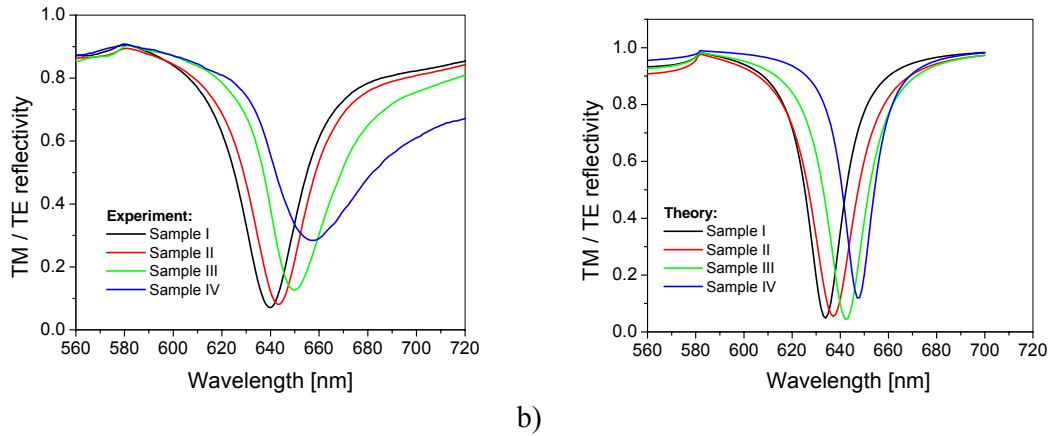 TM / TE reflectivity
1.0
0.8
0.6
0.4
0.2
0.0
Experiment:
Sample I
Sample II
Sample III
Sample IV
560 580 600 620 640 660 680 700 720
Wavelength [nm]
TM / TE reflectivity
1.0
0.8
0.6
0.4
0.2
0.0
Theory:
Sample I
Sample II
Sample III
Sample IV
560 580 600 620 640 660 680 700 720
Wavelength [nm]
b)